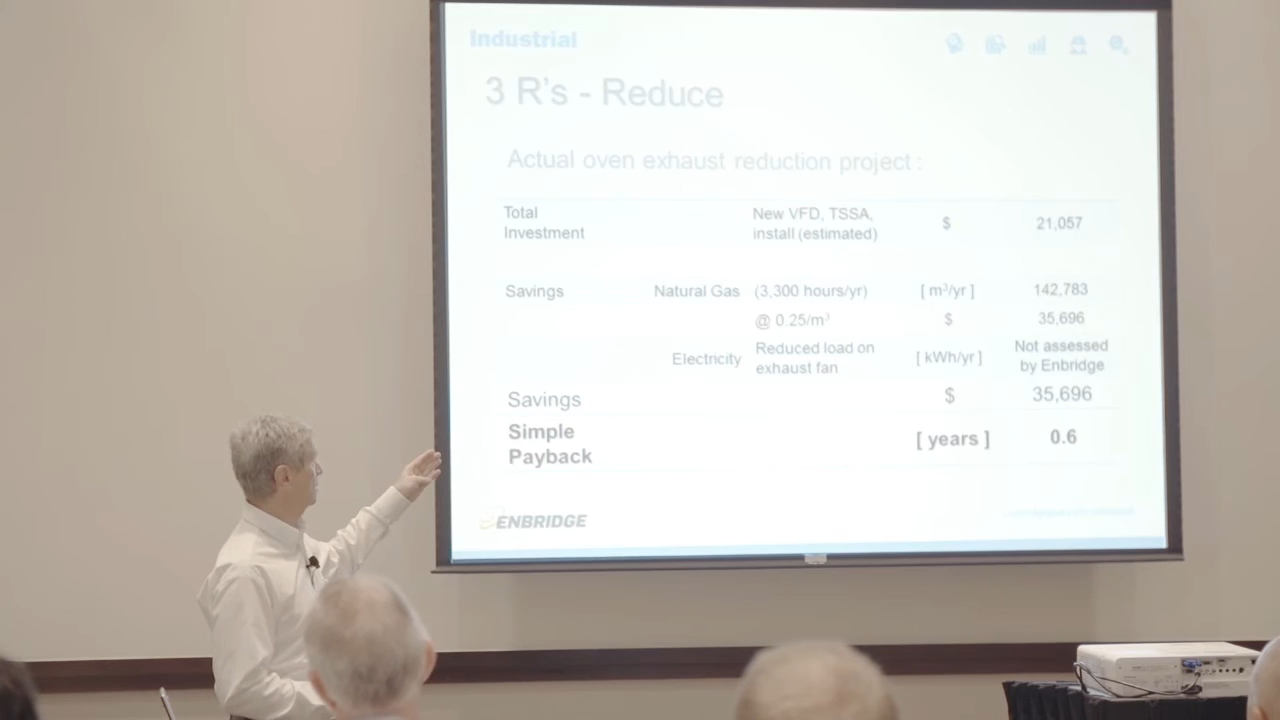 Industrial
3 R's - Reduce
Actual oven exhaust reduction project :
Total
Investment
New VFD, TSSA,
install (estimated)
$
21,057
Savings
Natural Gas
(3,300 hours/yr)
[ m³/yr ]
142,783
@ 0.25/m³
$
35,696
Electricity
Reduced load on
exhaust fan
[ kWh/yr ]
Not assessed
by Enbridge
Savings
$
35,696
Simple
Payback
[ years ]
0.6
ENBRIDGE